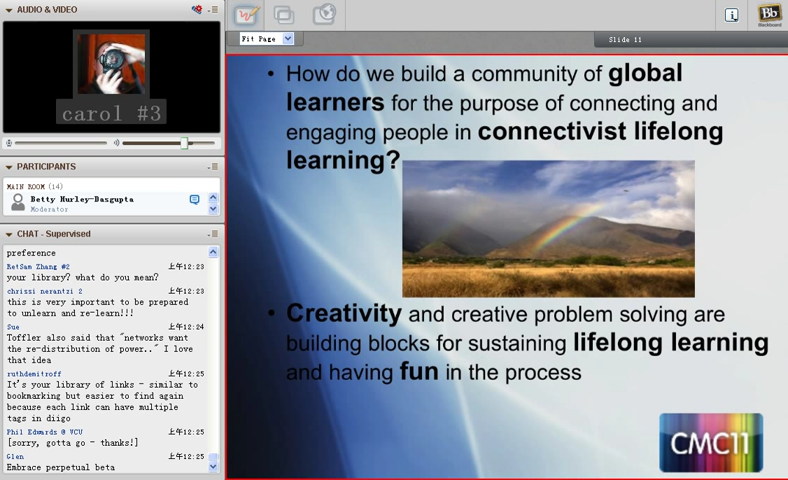 AUDIO & VIDEO
carol #3
PARTICIPANTS
MAIN ROOM (14)
Betty Hurley-Dasgupta
Moderator
CHAT - Supervised
preference
RetSam Zhang #2 上午12:23
your library? what do you mean?
chrissi nerantzi 2 上午12:23
this is very important to be prepared
to unlearn and re-learn!!!
Sue 上午12:24
Toffler also said that "networks want
the re-distribution of power.." I love
that idea
ruthdemitroff 上午12:25
It's your library of links - similar to
bookmarking but easier to find again
because each link can have multiple
tags in diigo
Phil Edwards @ VCU 上午12:25
[sorry, gotta go - thanks!]
Glen 上午12:25
Embrace perpetual beta
Fit Page
Slide 11
i
Bb
Blackboard
• How do we build a community of global
learners for the purpose of connecting and
engaging people in connectivist lifelong
learning?
• Creativity and creative problem solving are
building blocks for sustaining lifelong learning
and having fun in the process
CMC11